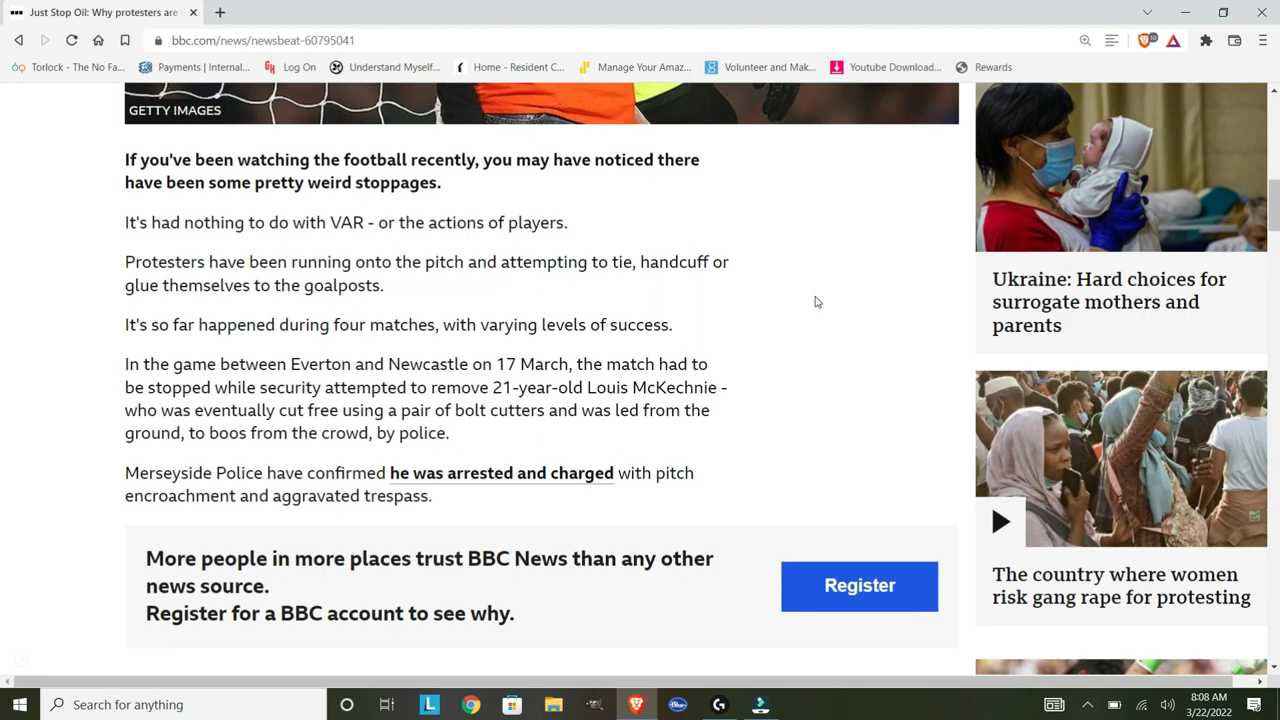 Just Stop Oil: Why protesters are
bbc.com/news/newsbeat-60795041
10
Torlock - The No Fa...
Payments | Internal...
Log On
Understand Myself...
Home - Resident C...
Manage Your Amaz...
Volunteer and Mak...
Youtube Download...
Rewards
GETTY IMAGES
If you've been watching the football recently, you may have noticed there
have been some pretty weird stoppages.
It's had nothing to do with VAR - or the actions of players.
Protesters have been running onto the pitch and attempting to tie, handcuff or
glue themselves to the goalposts.
It's so far happened during four matches, with varying levels of success.
In the game between Everton and Newcastle on 17 March, the match had to
be stopped while security attempted to remove 21-year-old Louis McKechnie -
who was eventually cut free using a pair of bolt cutters and was led from the
ground, to boos from the crowd, by police.
Merseyside Police have confirmed he was arrested and charged with pitch
encroachment and aggravated trespass.
More people in more places trust BBC News than any other
news source.
Register for a BBC account to see why.
Register
Ukraine: Hard choices for
surrogate mothers and
parents
The country where women
risk gang rape for protesting
Search for anything
L
Blue
8:08 AM
3/22/2022